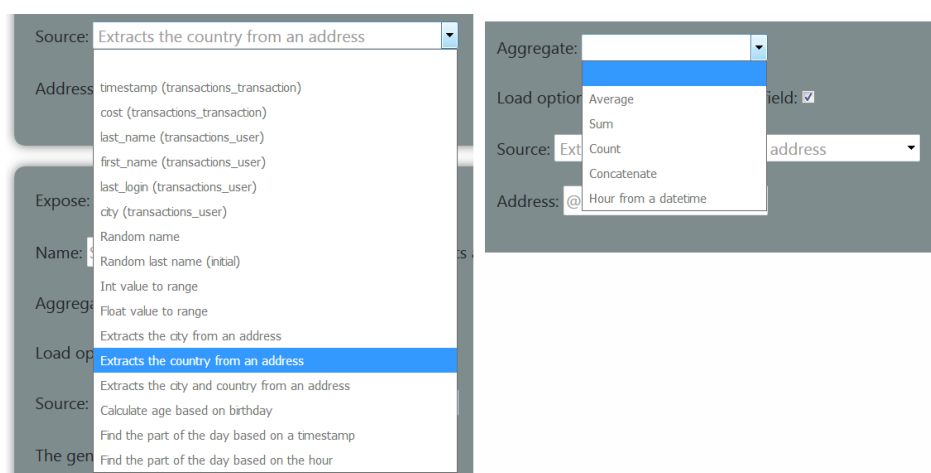 Source: Extracts the country from an address
Address
timestamp (transactions_transaction)
cost (transactions_transaction)
last_name (transactions_user)
first_name (transactions_user)
last_login (transactions_user)
Expose:
city (transactions_user)
Random name
Name:
Random last name (initial)
Int value to range
Aggrega
Float value to range
Extracts the city from an address
Load op
Extracts the country from an address
Extracts the city and country from an address
Source:
Calculate age based on birthday
Find the part of the day based on a timestamp
The gen
Find the part of the day based on the hour
Aggregate:
Load option
ield:
Average
Sum
Source: Ext
address
Count
Concatenate
Address: @
Hour from a datetime